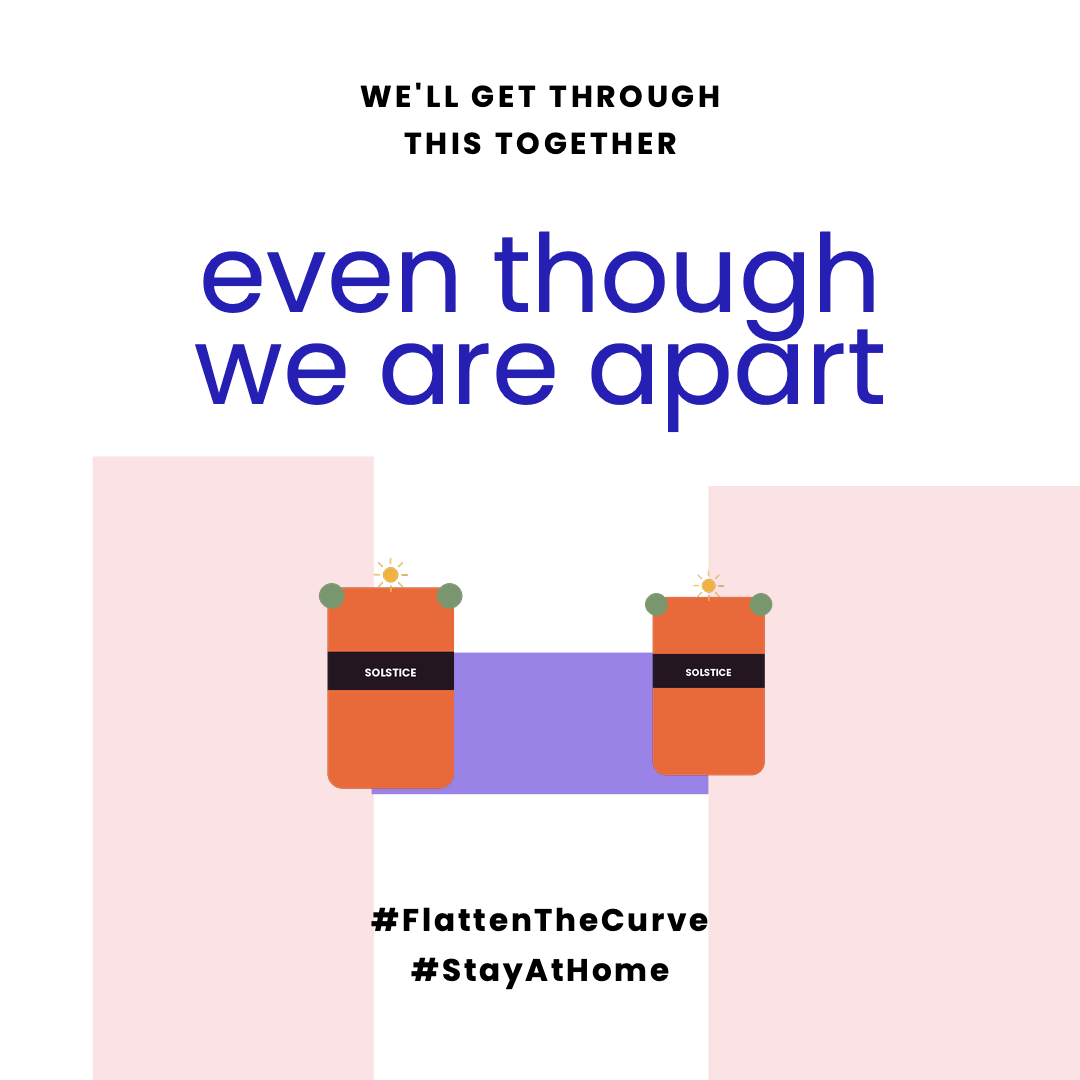 WE'LL GET THROUGH
THIS TOGETHER
even though
we are apart
SOLSTICE
SOLSTICE
#FlattenTheCurve
#StayAtHome